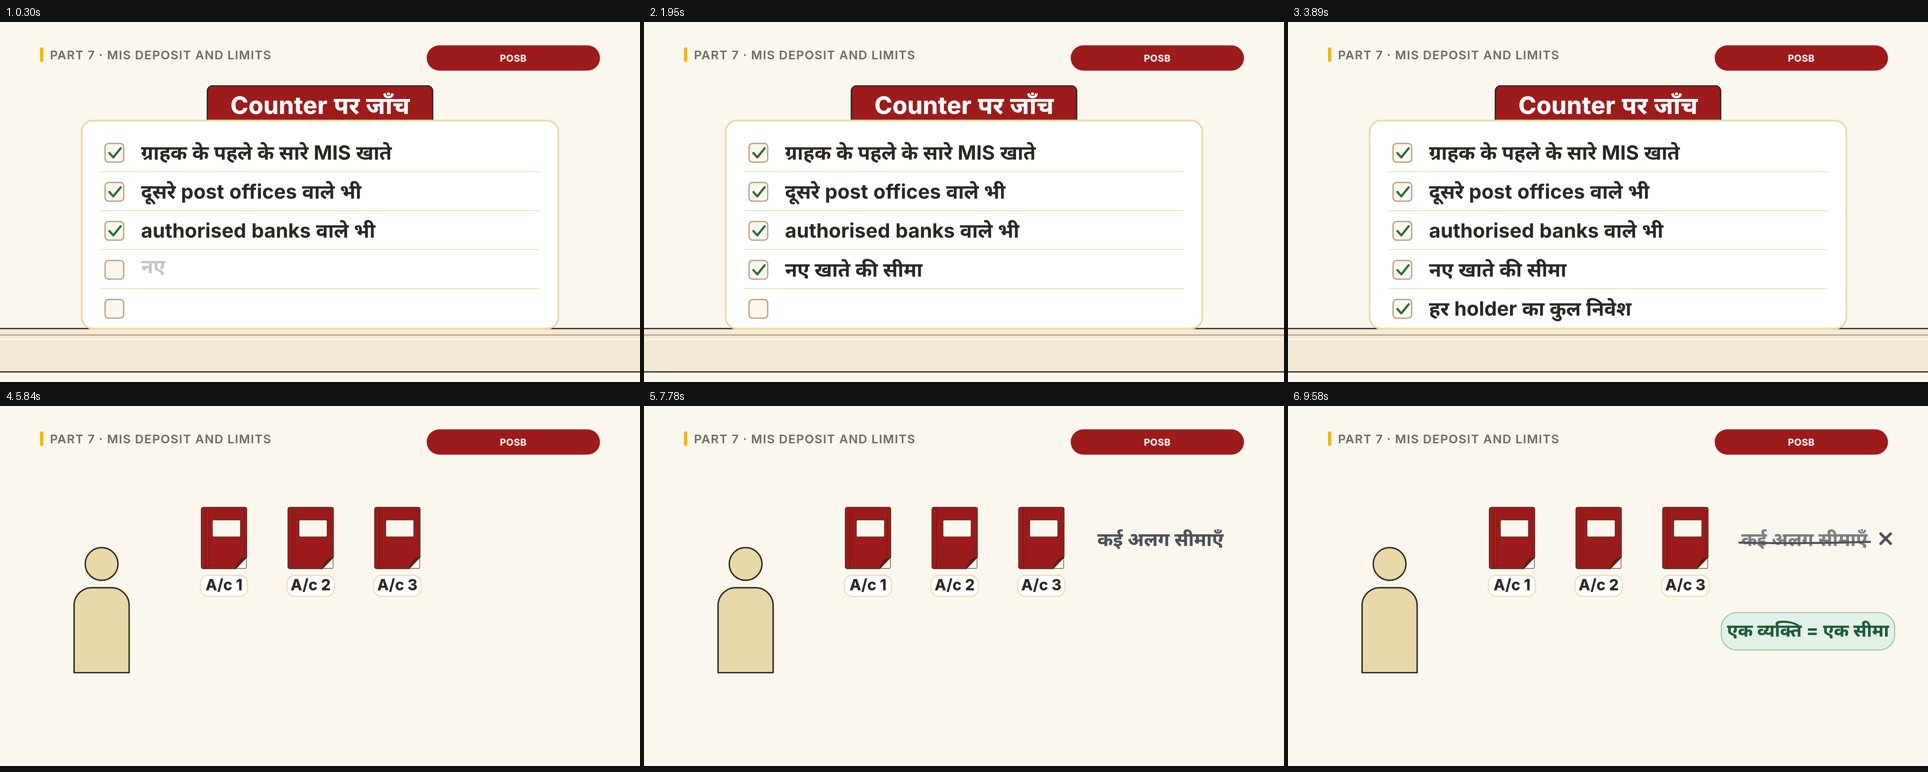 1. 0.30s
PART 7 · MIS DEPOSIT AND LIMITS
POSB
Counter पर जाँच
ग्राहक के पहले के सारे MIS खाते
दूसरे post offices वाले भी
authorised banks वाले भी
नए
2. 1.95s
PART 7 · MIS DEPOSIT AND LIMITS
POSB
Counter पर जाँच
ग्राहक के पहले के सारे MIS खाते
दूसरे post offices वाले भी
authorised banks वाले भी
नए खाते की सीमा
3. 3.89s
PART 7 · MIS DEPOSIT AND LIMITS
POSB
Counter पर जाँच
ग्राहक के पहले के सारे MIS खाते
दूसरे post offices वाले भी
authorised banks वाले भी
नए खाते की सीमा
हर holder का कुल निवेश
4. 5.84s
PART 7 · MIS DEPOSIT AND LIMITS
POSB
A/c 1 A/c 2 A/c 3
5. 7.78s
PART 7 · MIS DEPOSIT AND LIMITS
POSB
कई अलग सीमाएँ
A/c 1 A/c 2 A/c 3
6. 9.58s
PART 7 · MIS DEPOSIT AND LIMITS
POSB
कई अलग सीमाएँ ✕
A/c 1 A/c 2 A/c 3
एक व्यक्ति = एक सीमा